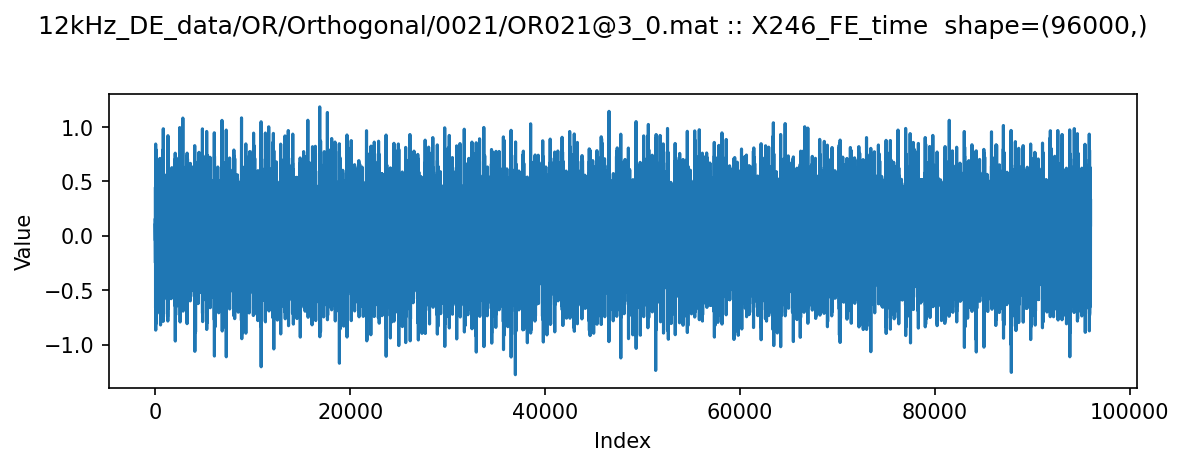 12kHz_DE_data/OR/Orthogonal/0021/OR021@3_0.mat :: X246_FE_time  shape=(96000,)
1.0
0.5
0.0
−0.5
−1.0
Value
0 20000 40000 60000 80000 100000
Index